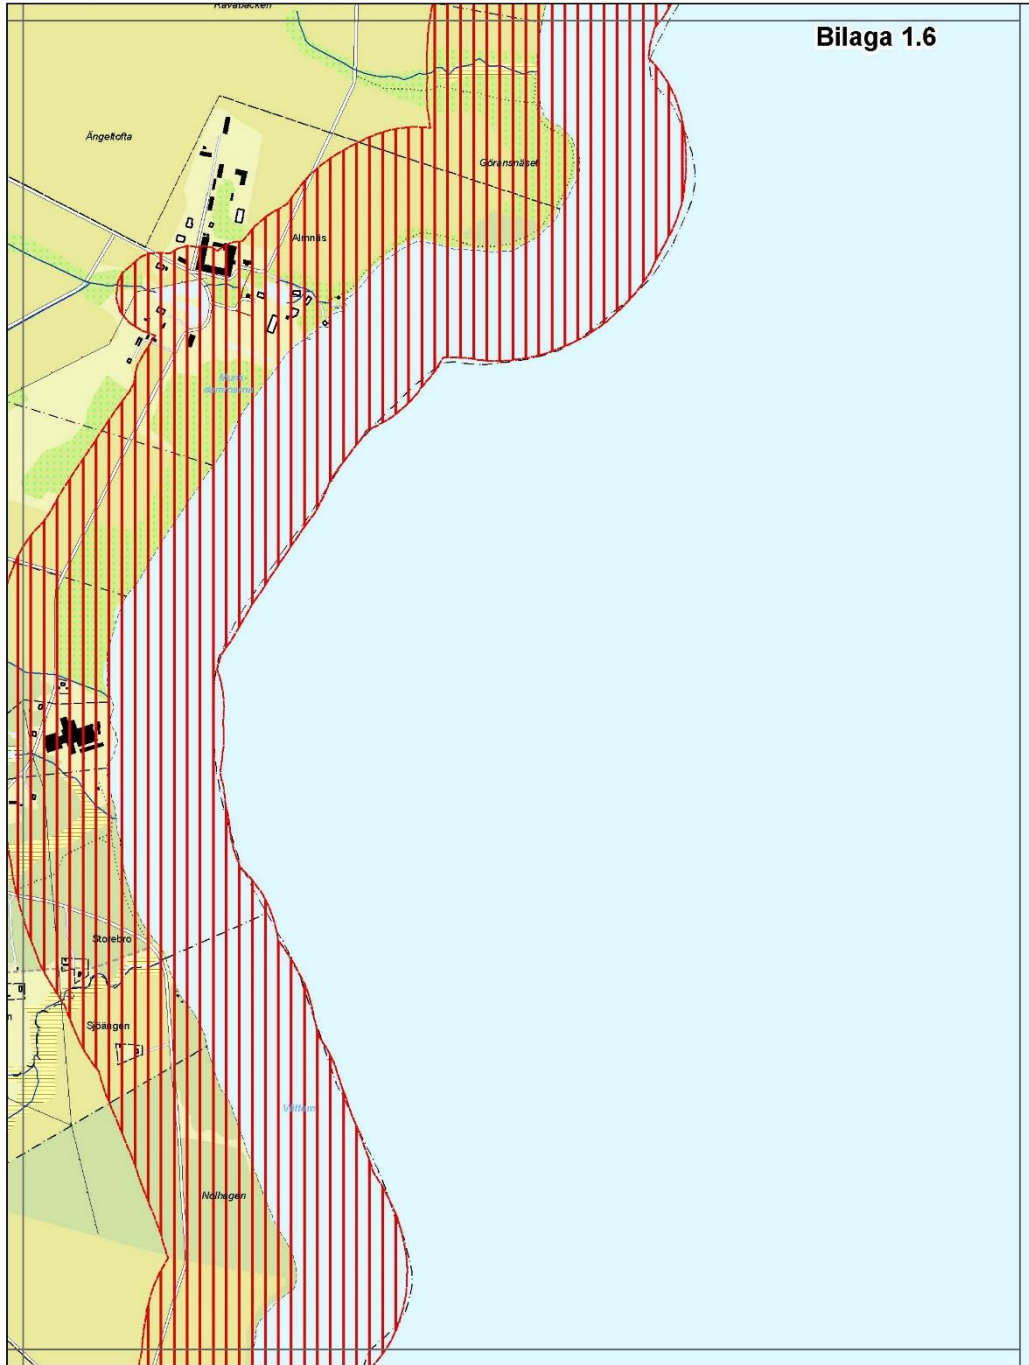 Bilaga 1.6
Ängeltofta
Göransnäset
Almnäs
Storebro
Sjöängen
Vättern
Nolhagen